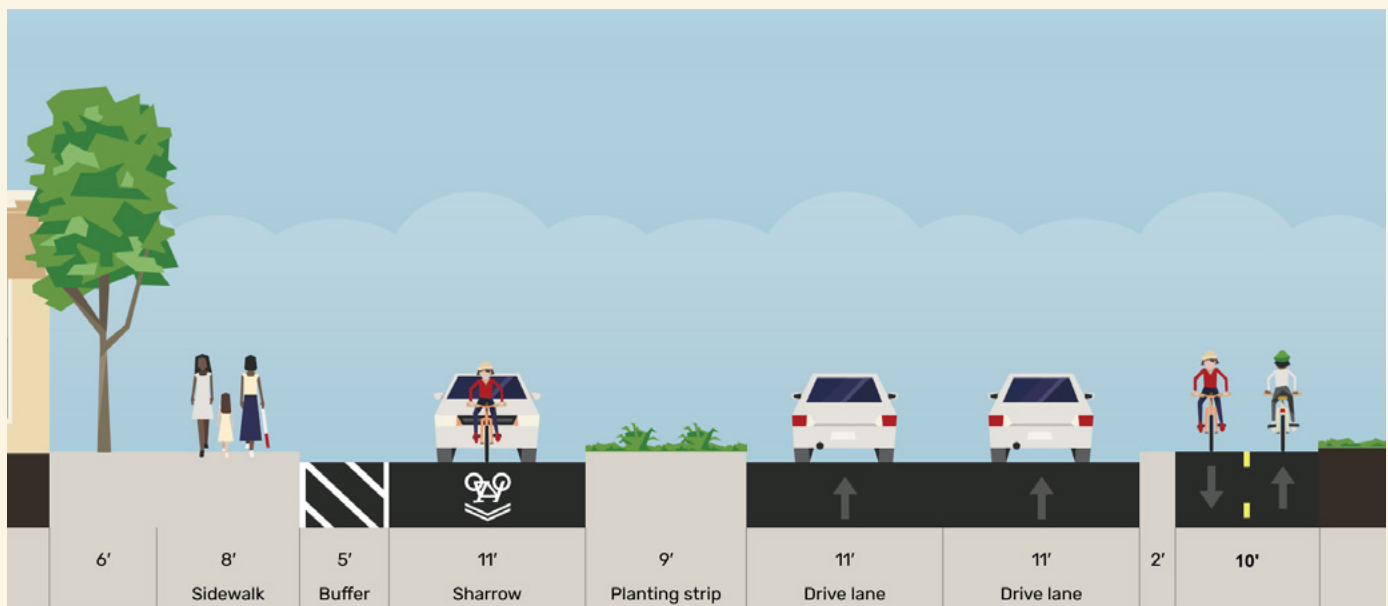 6′
8′
5′
11′
9′
11′
11′
2′
10'
Sidewalk
Buffer
Sharrow
Planting strip
Drive lane
Drive lane